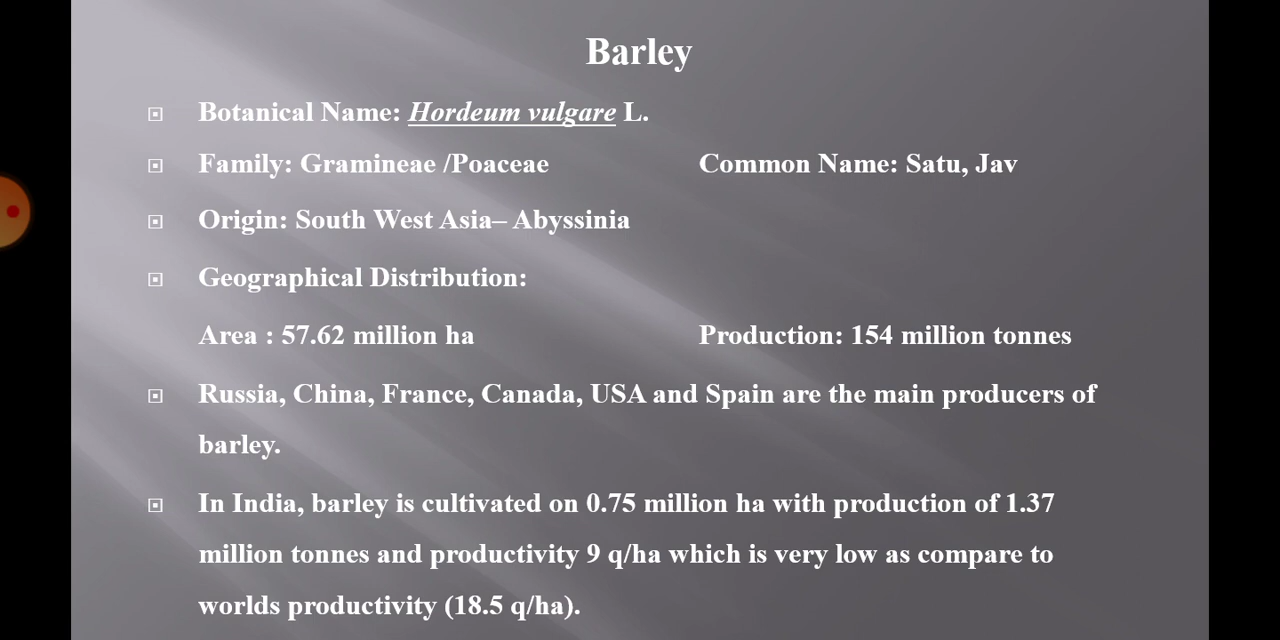 Barley
Botanical Name: Hordeum vulgare L.
Family: Gramineae /Poaceae Common Name: Satu, Jav
Origin: South West Asia– Abyssinia
Geographical Distribution:
Area : 57.62 million ha Production: 154 million tonnes
Russia, China, France, Canada, USA and Spain are the main producers of
barley.
In India, barley is cultivated on 0.75 million ha with production of 1.37
million tonnes and productivity 9 q/ha which is very low as compare to
worlds productivity (18.5 q/ha).